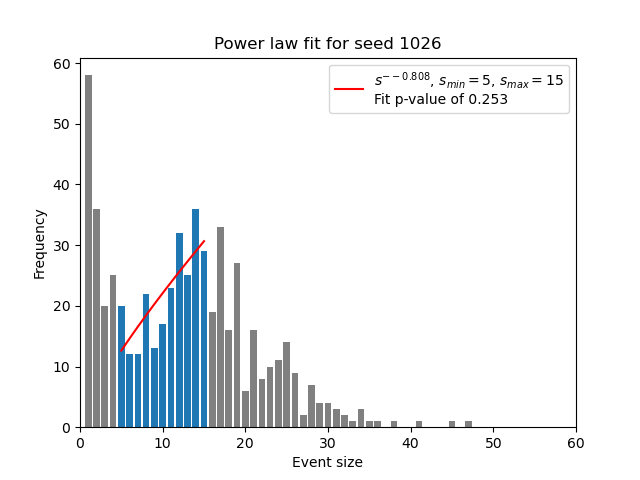 Power law fit for seed 1026
s^{--0.808}, s_{min} = 5, s_{max} = 15
Fit p-value of 0.253
60
50
40
30
20
10
0
Frequency
0 10 20 30 40 50 60
Event size